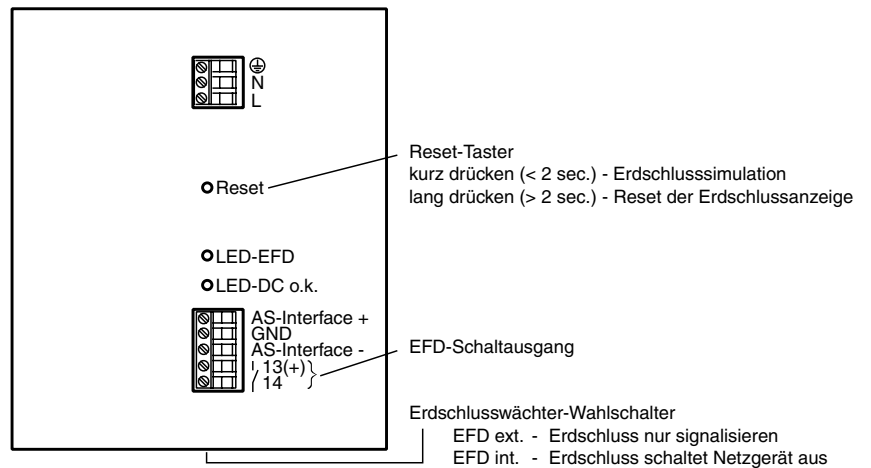 N
L
Reset-Taster
kurz drücken (< 2 sec.) - Erdschlusssimulation
lang drücken (> 2 sec.) - Reset der Erdschlussanzeige
Reset
LED-EFD
LED-DC o.k.
AS-Interface +
GND
AS-Interface -
13(+)
14
EFD-Schaltausgang
Erdschlusswächter-Wahlschalter
EFD ext. - Erdschluss nur signalisieren
EFD int. - Erdschluss schaltet Netzgerät aus